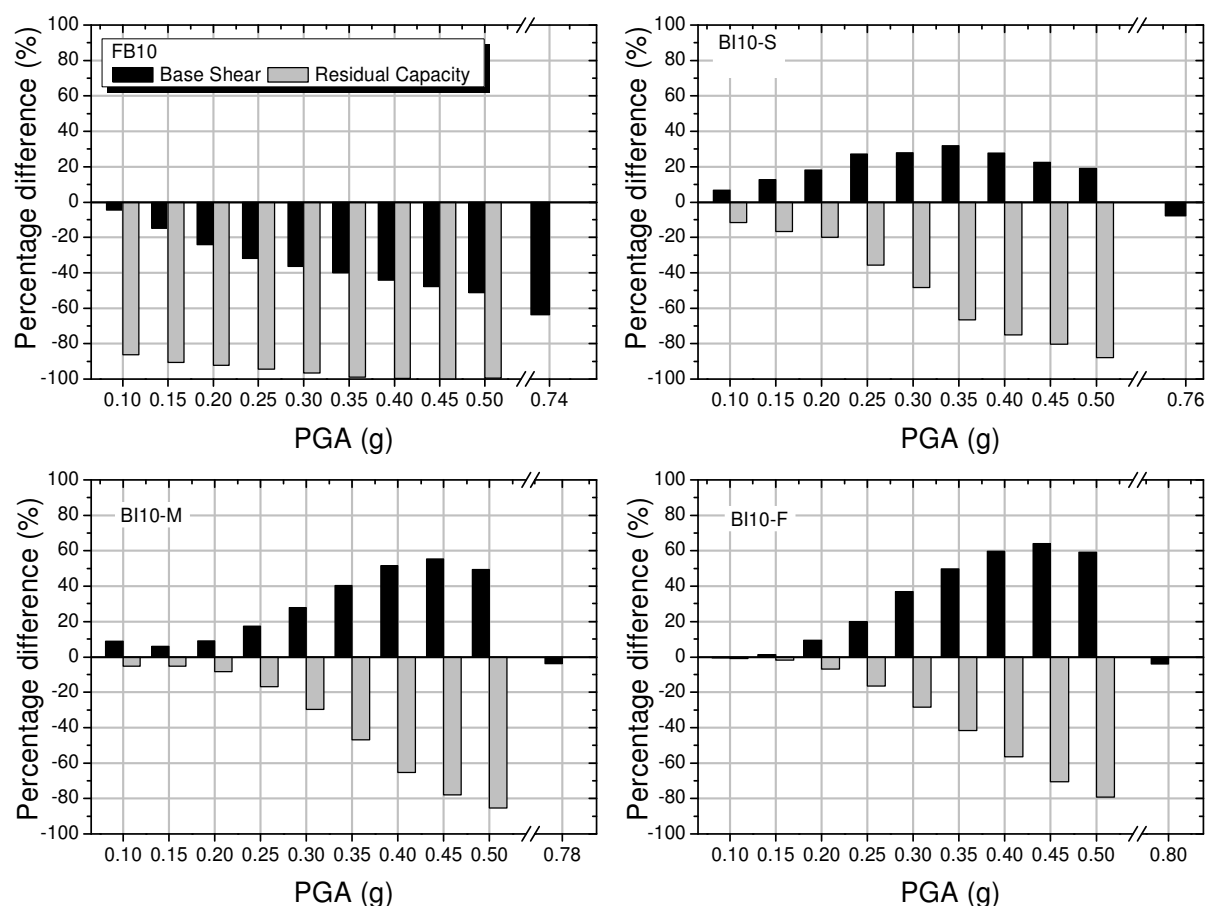 FB10
Base Shear Residual Capacity
Percentage difference (%)
100
80
60
40
20
0
-20
-40
-60
-80
-100
0.10 0.15 0.20 0.25 0.30 0.35 0.40 0.45 0.50 0.74
PGA (g)
BI10-S
Percentage difference (%)
100
80
60
40
20
0
-20
-40
-60
-80
-100
0.10 0.15 0.20 0.25 0.30 0.35 0.40 0.45 0.50 0.76
PGA (g)
BI10-M
Percentage difference (%)
100
80
60
40
20
0
-20
-40
-60
-80
-100
0.10 0.15 0.20 0.25 0.30 0.35 0.40 0.45 0.50 0.78
PGA (g)
BI10-F
Percentage difference (%)
100
80
60
40
20
0
-20
-40
-60
-80
-100
0.10 0.15 0.20 0.25 0.30 0.35 0.40 0.45 0.50 0.80
PGA (g)